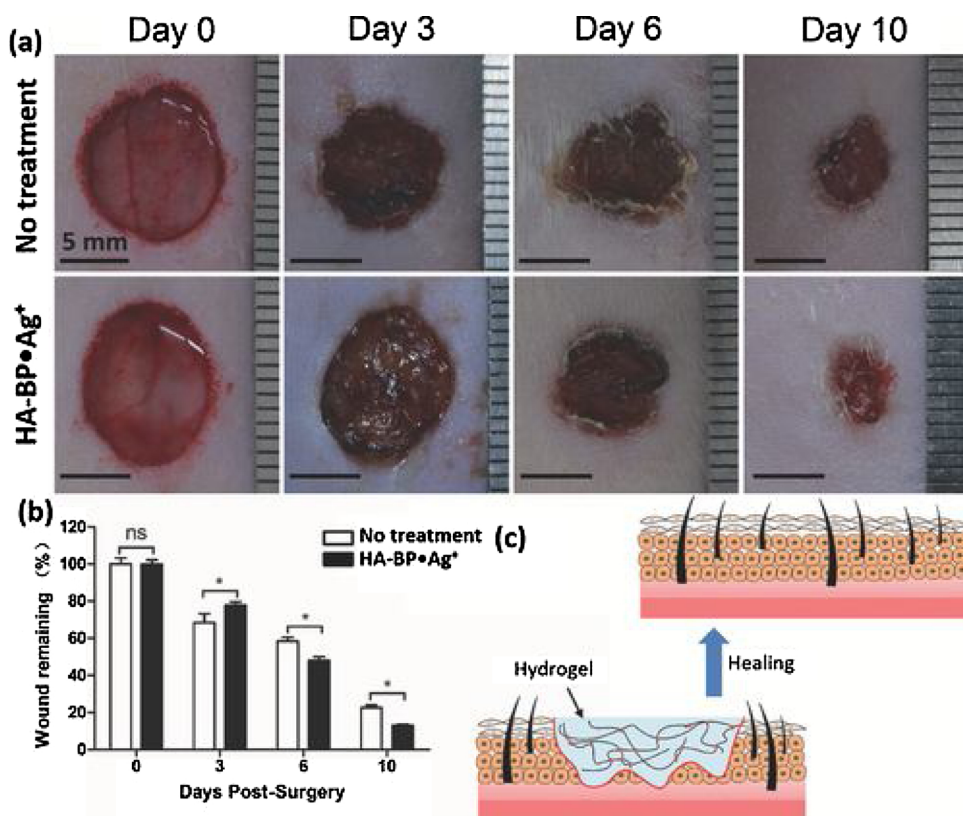 (a)
Day 0
Day 3
Day 6
Day 10
No treatment
5 mm
HA-BP•Ag⁺
(b)
120
100
80
60
40
20
0
Wound remaining (%)
ns
*
*
*
No treatment
HA-BP•Ag⁺
0
3
6
10
Days Post-Surgery
(c)
Hydrogel
Healing